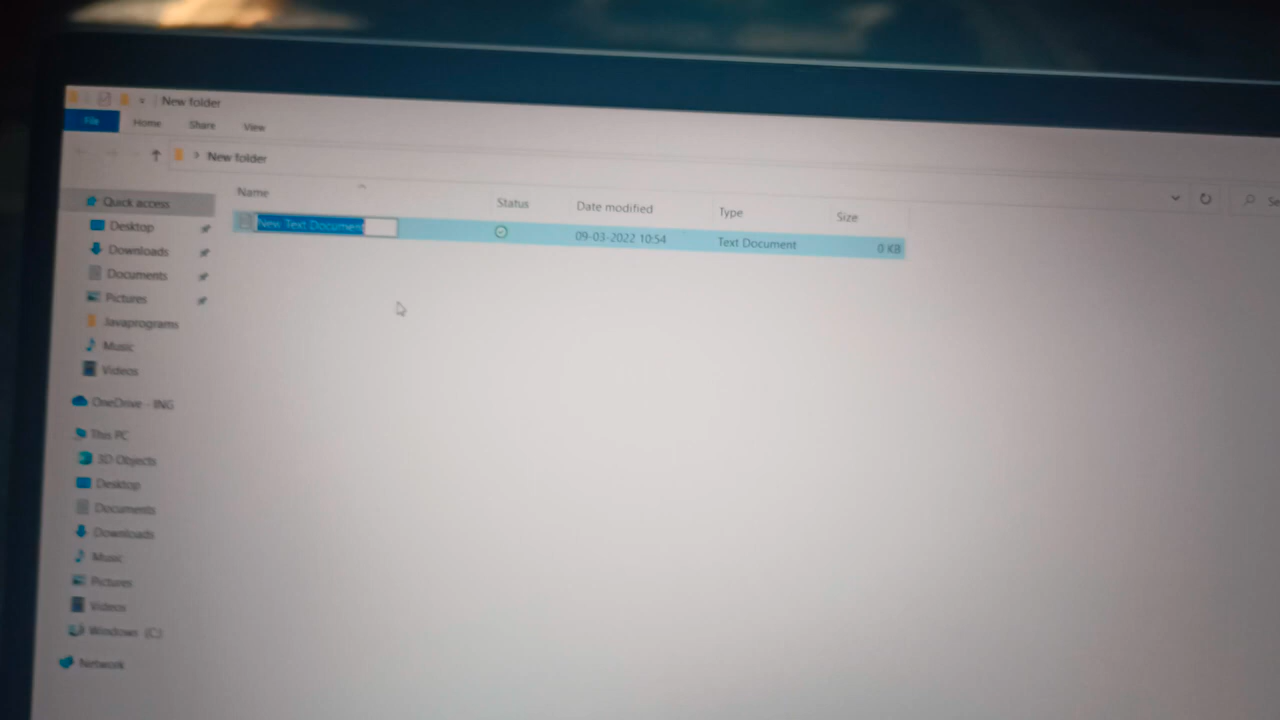 New folder
File Home Share View
New folder
Name Status Date modified Type Size
New Text Document 09-03-2022 10:54 Text Document 0 KB
Quick access
Desktop
Downloads
Documents
Pictures
Javaprograms
Music
Videos
OneDrive - ING
This PC
3D Objects
Desktop
Documents
Downloads
Music
Pictures
Videos
Windows (C:)
Network